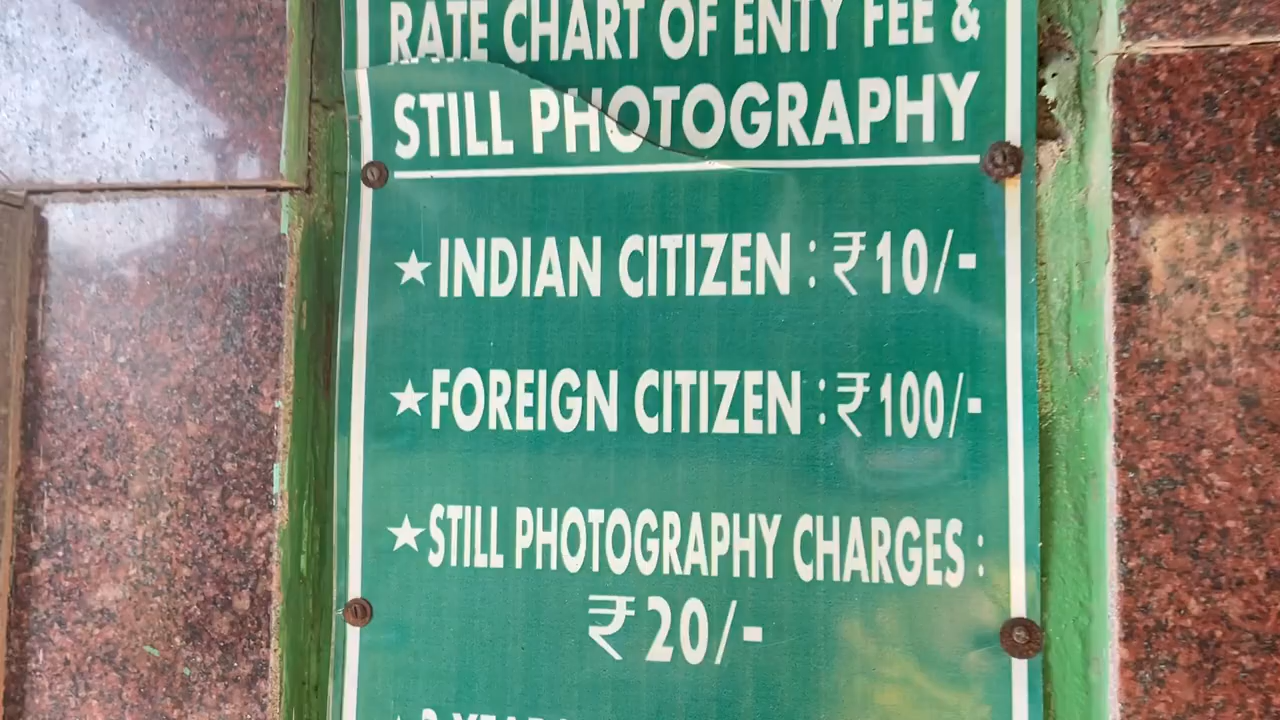 RATE CHART OF ENTY FEE &
STILL PHOTOGRAPHY
★INDIAN CITIZEN : ₹10/-
★FOREIGN CITIZEN : ₹100/-
★STILL PHOTOGRAPHY CHARGES :
₹20/-